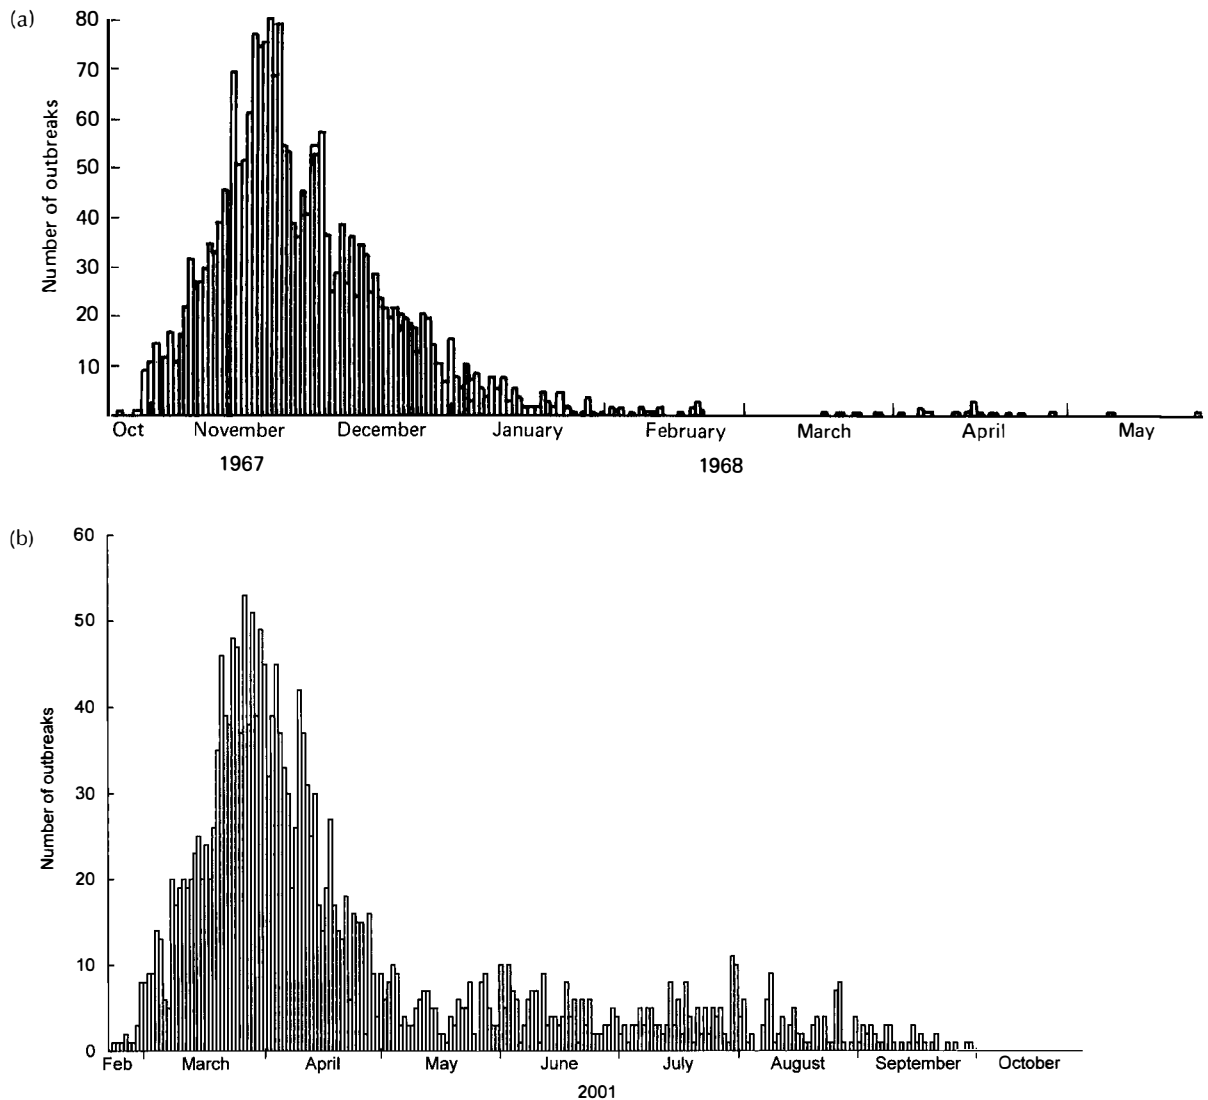 (a)
80
70
60
50
40
30
20
10
Number of outbreaks
Oct November December January February March April May
1967 1968
(b)
60
50
40
30
20
10
0
Number of outbreaks
Feb March April May June July August September October
2001